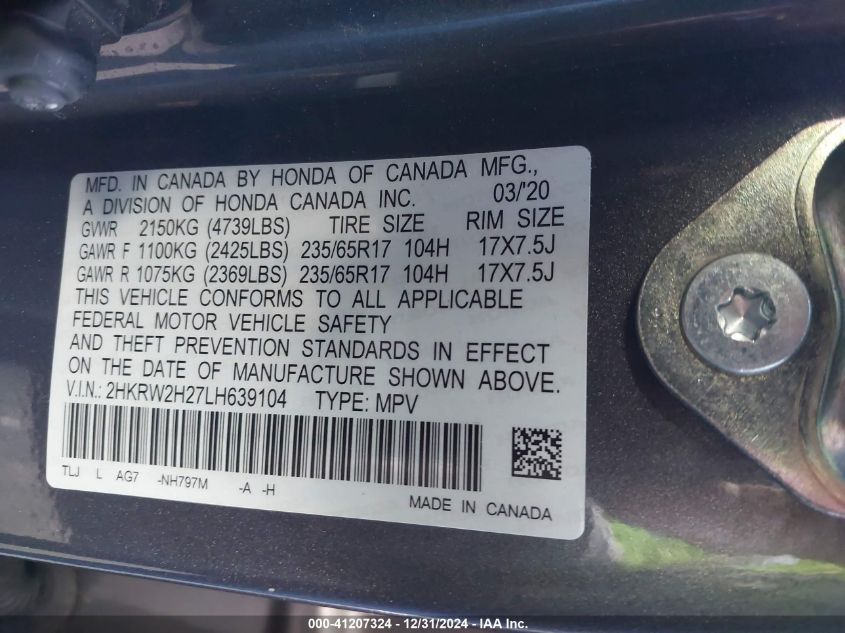 MFD. IN CANADA BY HONDA OF CANADA MFG.,
A DIVISION OF HONDA CANADA INC. 03/'20
GVWR 2150KG (4739LBS) TIRE SIZE RIM SIZE
GAWR F 1100KG (2425LBS) 235/65R17 104H 17X7.5J
GAWR R 1075KG (2369LBS) 235/65R17 104H 17X7.5J
THIS VEHICLE CONFORMS TO ALL APPLICABLE
FEDERAL MOTOR VEHICLE SAFETY
AND THEFT PREVENTION STANDARDS IN EFFECT
ON THE DATE OF MANUFACTURE SHOWN ABOVE.
V.I.N.: 2HKRW2H27LH639104 TYPE: MPV
TLJ L AG7 -NH797M -A -H
MADE IN CANADA
000-41207324 - 12/31/2024 - IAA Inc.